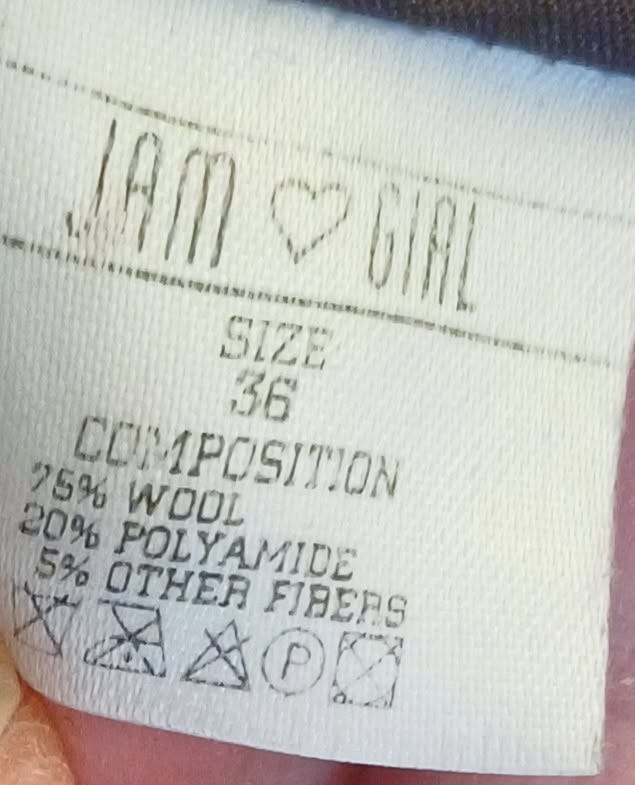 JAM ♡ GIRL
SIZE
36
COMPOSITION
75% WOOL
20% POLYAMIDE
5% OTHER FIBERS
P